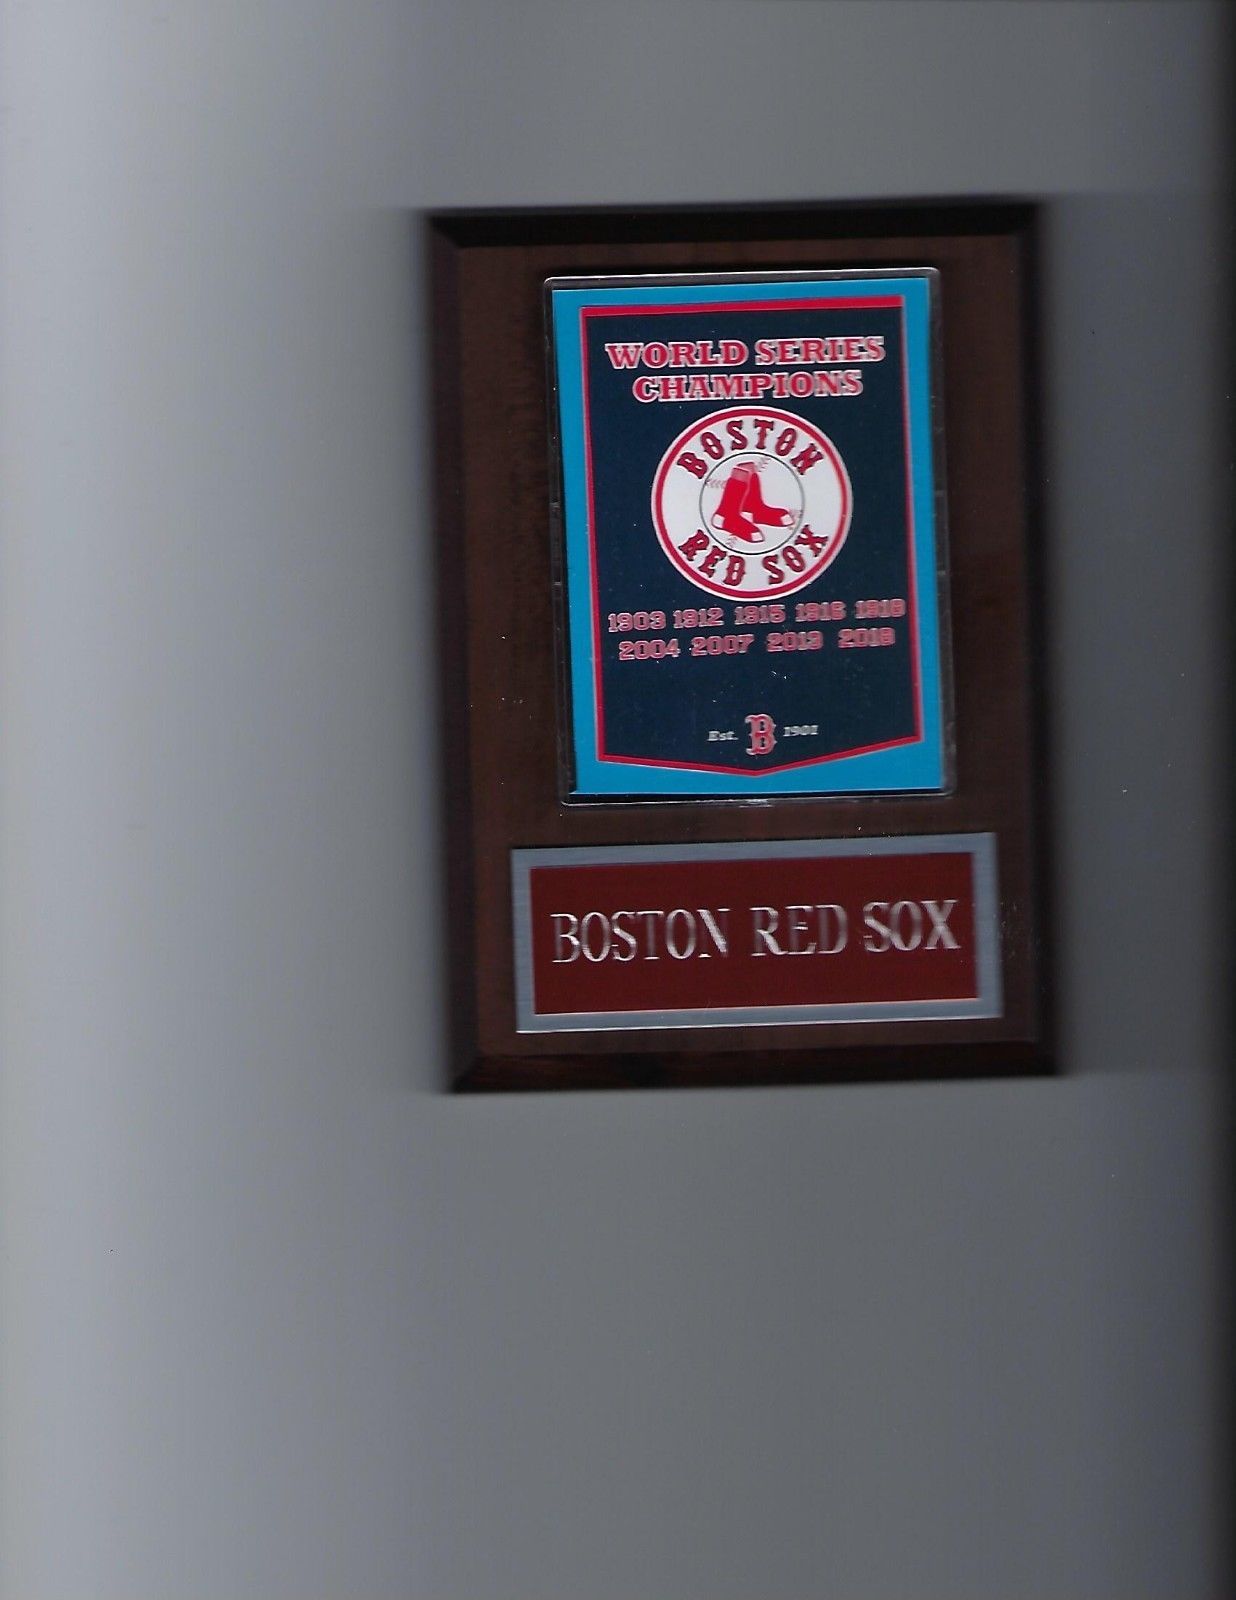 WORLD SERIES
CHAMPIONS
BOSTON
RED SOX
1903 1912 1915 1916 1918
2004 2007 2013 2018
Est. B 1901
BOSTON RED SOX